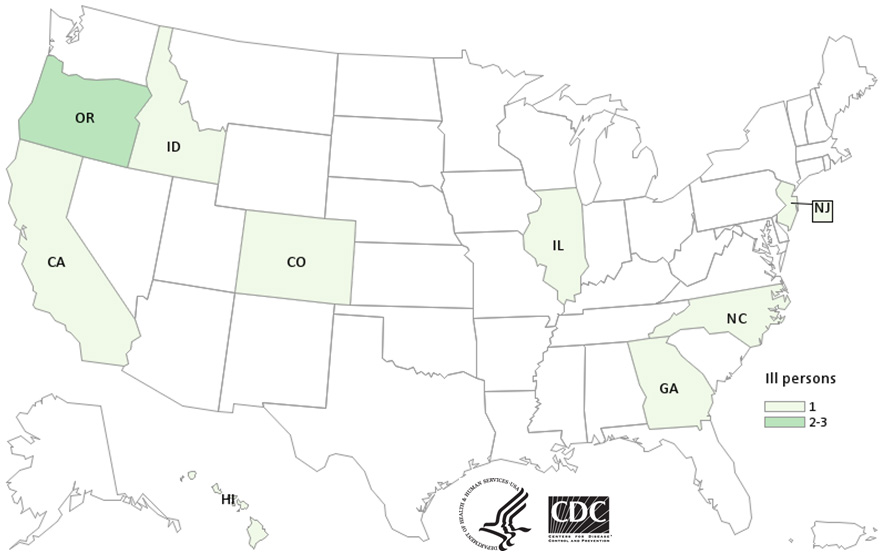 OR
ID
CA
CO
IL
NJ
NC
GA
HI
Ill persons
1
2-3
DEPARTMENT OF HEALTH & HUMAN SERVICES USA
CDC
CENTERS FOR DISEASE
CONTROL AND PREVENTION